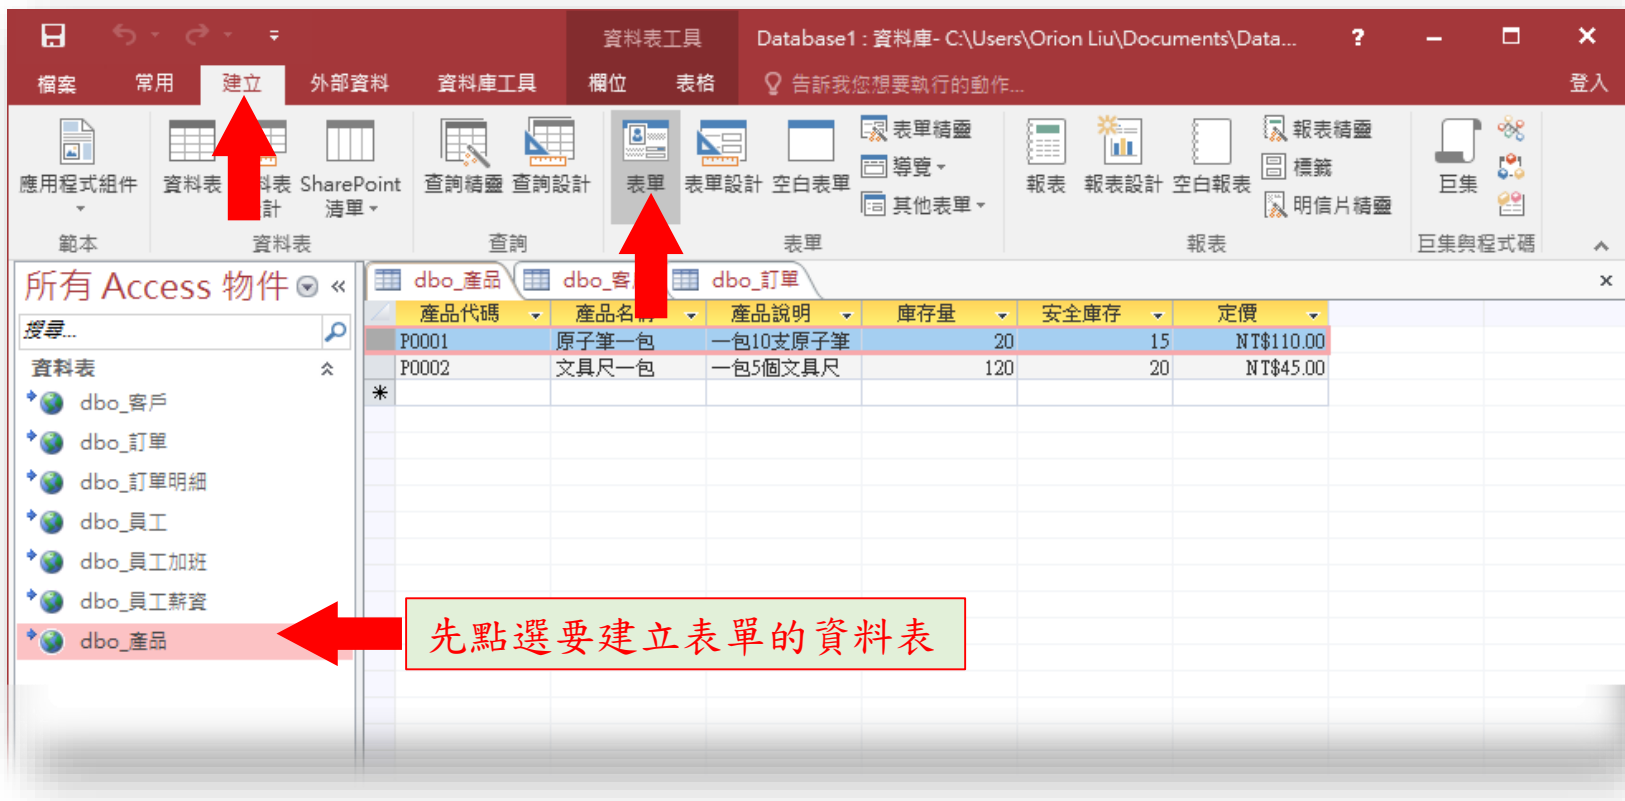 資料表工具
Database1 : 資料庫- C:\Users\Orion Liu\Documents\Data...
?
檔案
常用
建立
外部資料
資料庫工具
欄位
表格
告訴我您想要執行的動作...
登入
應用程式組件
資料表
SharePoint
清單
查詢精靈
查詢設計
表單
表單設計
空白表單
表單精靈
導覽
其他表單
報表
報表設計
空白報表
報表精靈
標籤
明信片精靈
巨集
範本
資料表
查詢
表單
報表
巨集與程式碼
所有 Access 物件
«
搜尋...
資料表
dbo_客戶
dbo_訂單
dbo_訂單明細
dbo_員工
dbo_員工加班
dbo_員工薪資
dbo_產品
dbo_產品
dbo_客
dbo_訂單
x
產品代碼 產品名稱 產品說明 庫存量 安全庫存 定價
P0001 原子筆一包 一包10支原子筆 20 15 NT$110.00
P0002 文具尺一包 一包5個文具尺 120 20 NT$45.00
*
先點選要建立表單的資料表